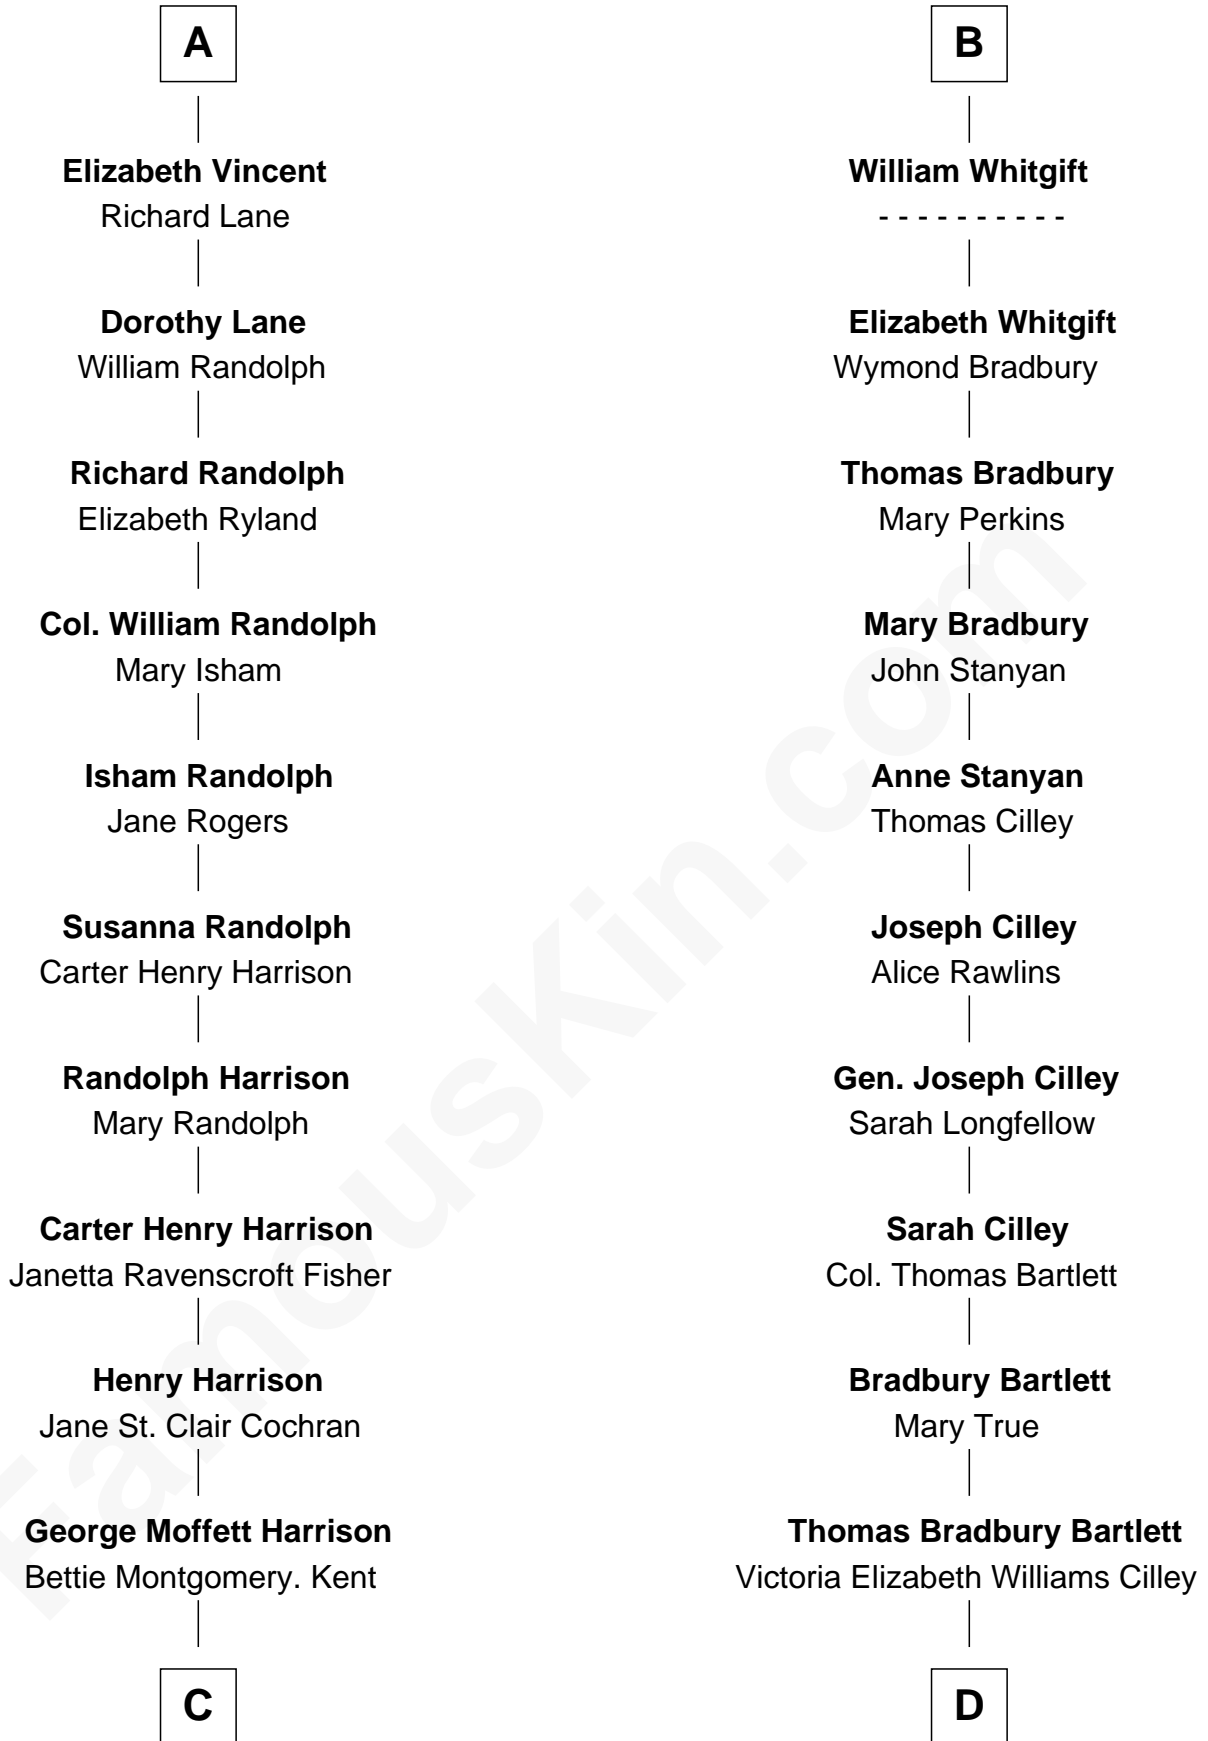 A
Elizabeth Vincent
Richard Lane
Dorothy Lane
William Randolph
Richard Randolph
Elizabeth Ryland
Col. William Randolph
Mary Isham
Isham Randolph
Jane Rogers
Susanna Randolph
Carter Henry Harrison
Randolph Harrison
Mary Randolph
Carter Henry Harrison
Janetta Ravenscroft Fisher
Henry Harrison
Jane St. Clair Cochran
George Moffett Harrison
Bettie Montgomery. Kent
C
B
William Whitgift
- - - - - - - - - -
Elizabeth Whitgift
Wymond Bradbury
Thomas Bradbury
Mary Perkins
Mary Bradbury
John Stanyan
Anne Stanyan
Thomas Cilley
Joseph Cilley
Alice Rawlins
Gen. Joseph Cilley
Sarah Longfellow
Sarah Cilley
Col. Thomas Bartlett
Bradbury Bartlett
Mary True
Thomas Bradbury Bartlett
Victoria Elizabeth Williams Cilley
D
FamousKin.com